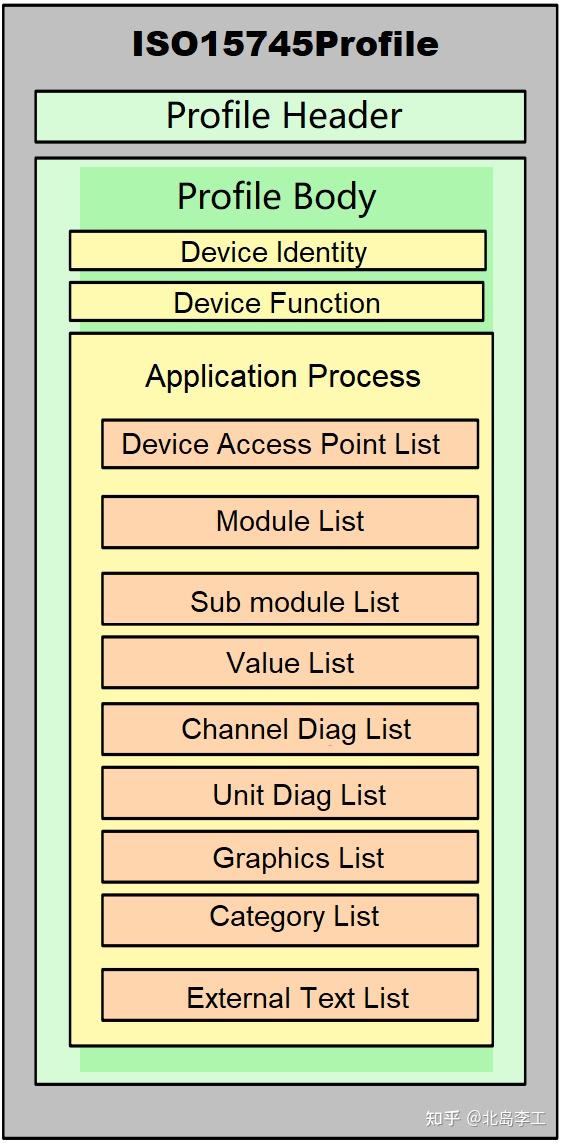 ISO15745Profile
Profile Header
Profile Body
Device Identity
Device Function
Application Process
Device Access Point List
Module List
Sub module List
Value List
Channel Diag List
Unit Diag List
Graphics List
Category List
External Text List
知乎 @北岛李工